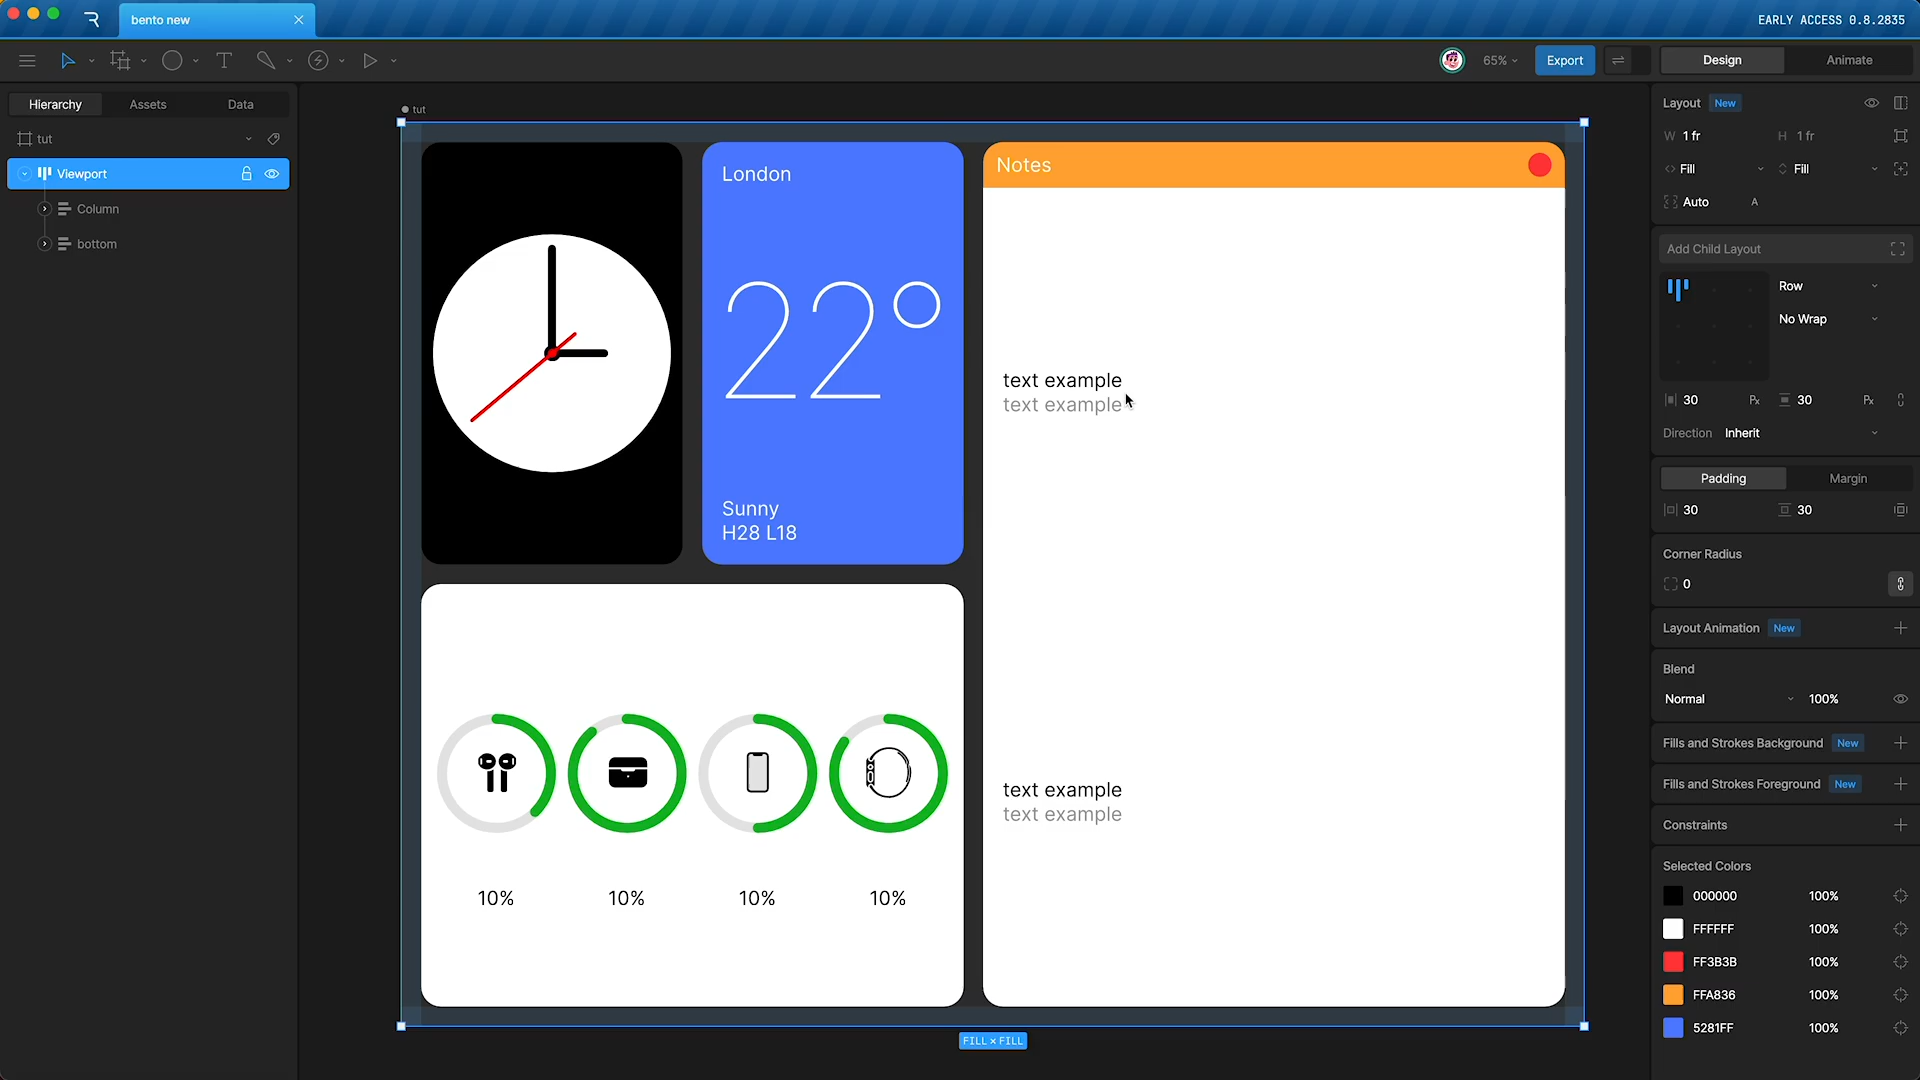 bento new
EARLY ACCESS 0.8.2835
65%
Export
Design
Animate
Hierarchy
Assets
Data
tut
Viewport
Column
bottom
tut
London
22°
Sunny
H28 L18
Notes
text example
text example
text example
text example
10%
10%
10%
10%
FILL × FILL
Layout
New
W 1 fr
H 1 fr
Fill
Fill
Auto
A
Add Child Layout
Row
No Wrap
30
Px
30
Px
Direction
Inherit
Padding
Margin
30
30
Corner Radius
0
Layout Animation
New
Blend
Normal
100%
Fills and Strokes Background
New
Fills and Strokes Foreground
New
Constraints
Selected Colors
000000
100%
FFFFFF
100%
FF3B3B
100%
FFA836
100%
5281FF
100%